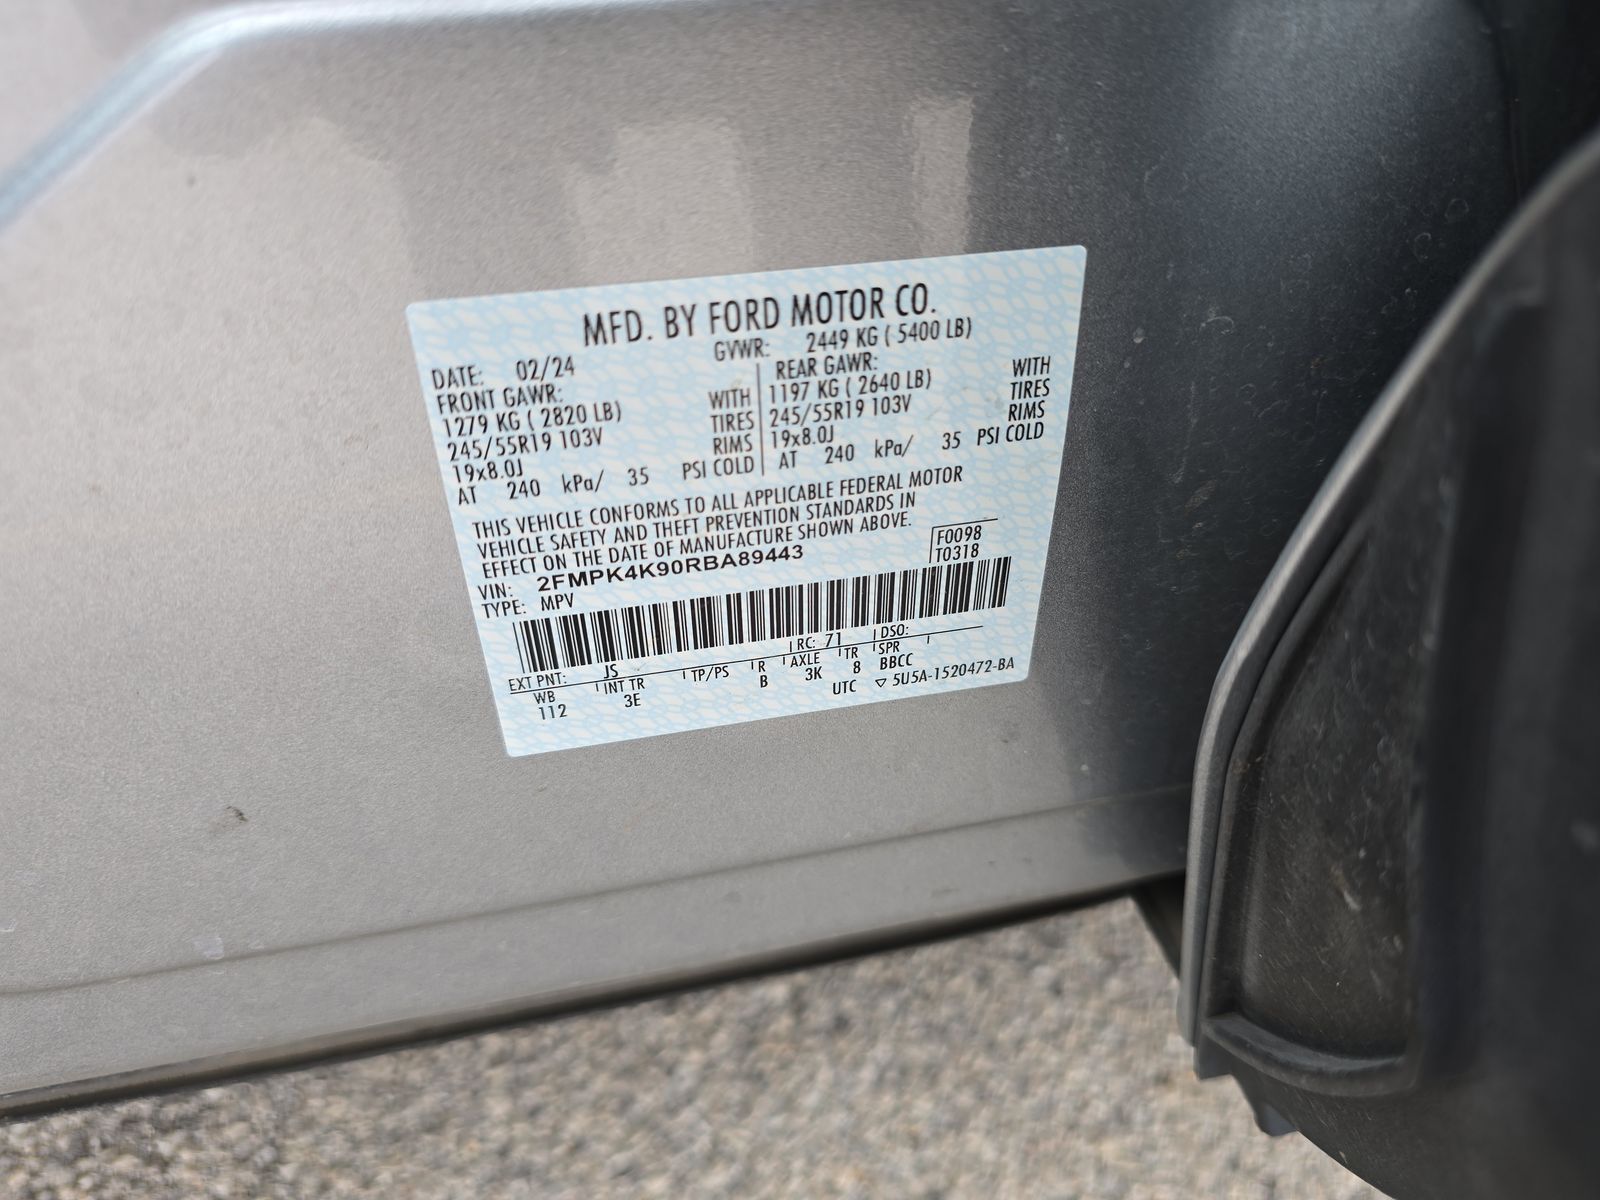 MFD. BY FORD MOTOR CO.
DATE: 02/24 GVWR: 2449 KG ( 5400 LB)
FRONT GAWR: REAR GAWR:
1279 KG ( 2820 LB) WITH 1197 KG ( 2640 LB) WITH
245/55R19 103V TIRES 245/55R19 103V TIRES
19x8.0J RIMS 19x8.0J RIMS
AT 240 kPa/ 35 PSI COLD AT 240 kPa/ 35 PSI COLD
THIS VEHICLE CONFORMS TO ALL APPLICABLE FEDERAL MOTOR
VEHICLE SAFETY AND THEFT PREVENTION STANDARDS IN
EFFECT ON THE DATE OF MANUFACTURE SHOWN ABOVE.
VIN: 2FMPK4K90RBA89443 F0098
TYPE: MPV T0318
EXT PNT: JS RC: 71 DSO:
WB INT TR TP/PS R AXLE TR SPR
112 3E B 3K 8 BBCC
UTC ▽ 5U5A-1520472-BA